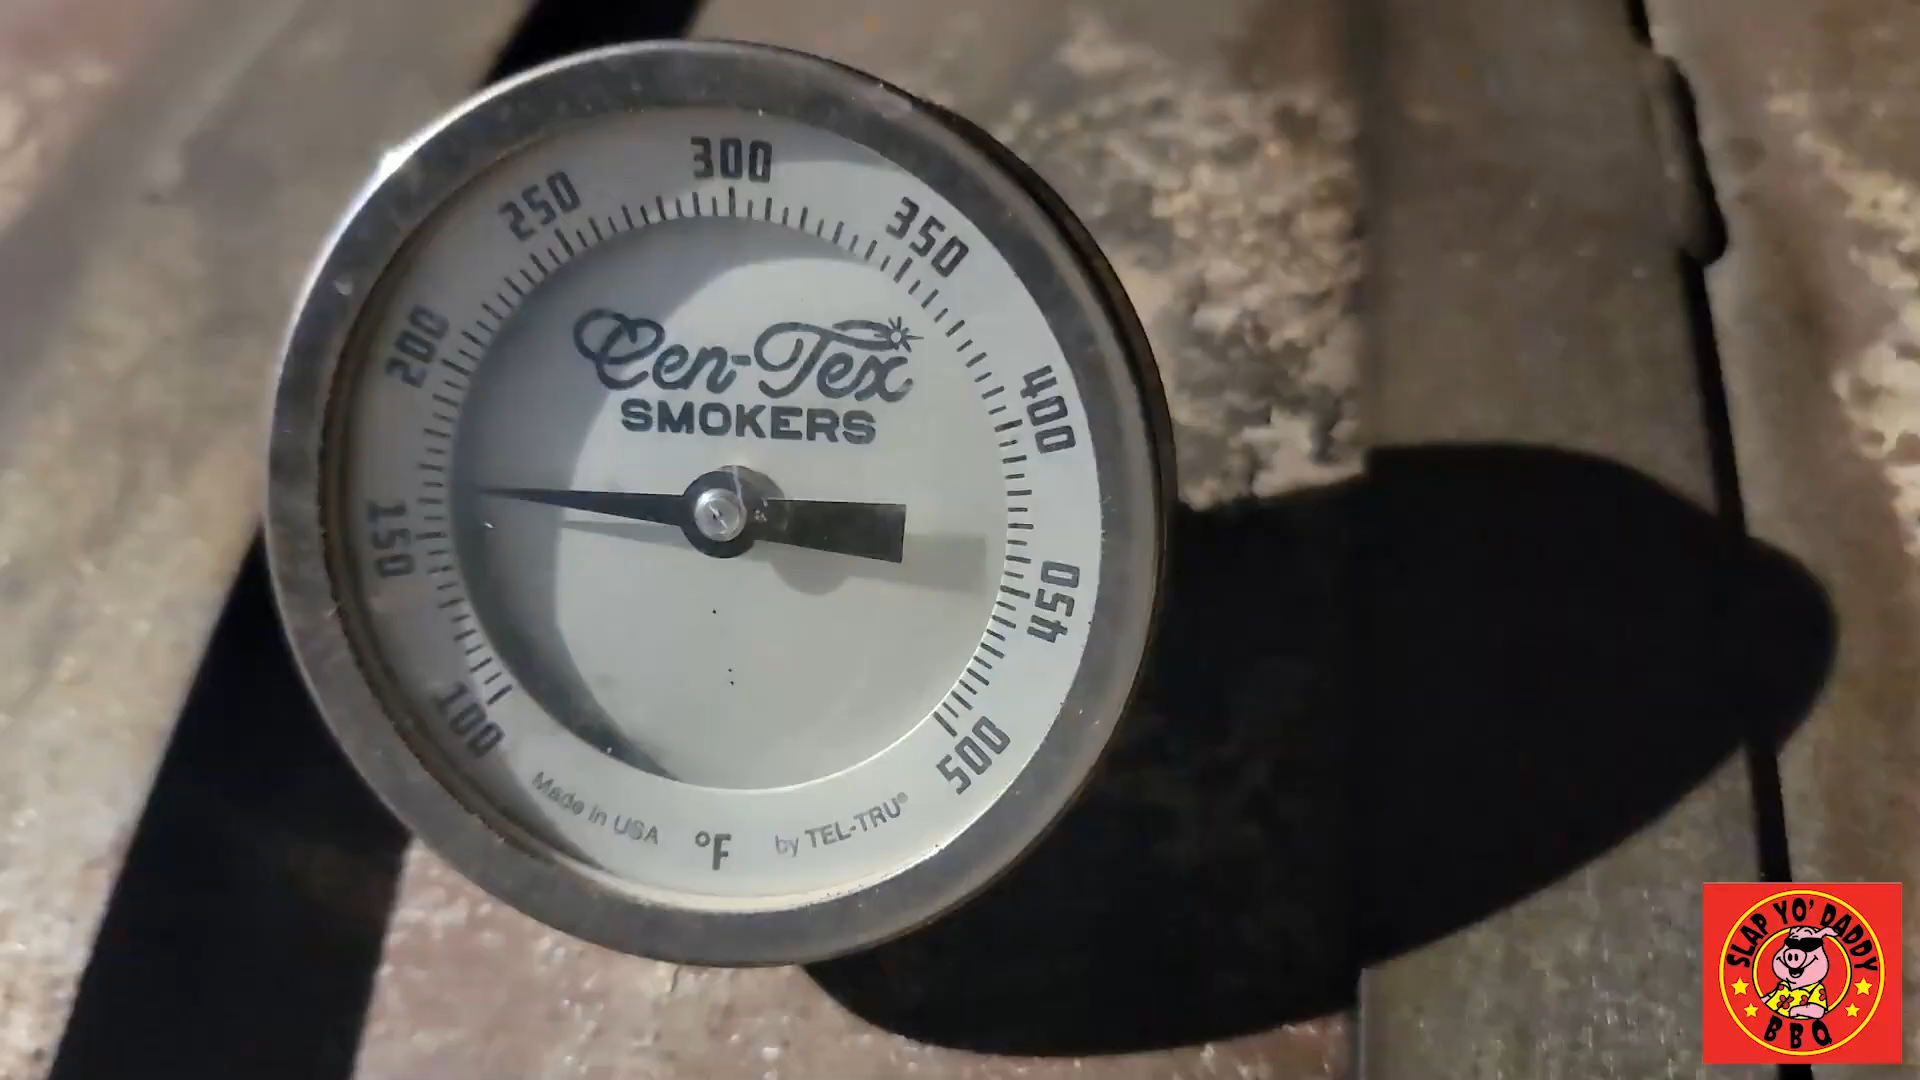 300
250
350
200
400
150
450
100
500
Cen-Tex
SMOKERS
Made in USA
°F
by TEL-TRU®
SLAP YO' DADDY
BBQ